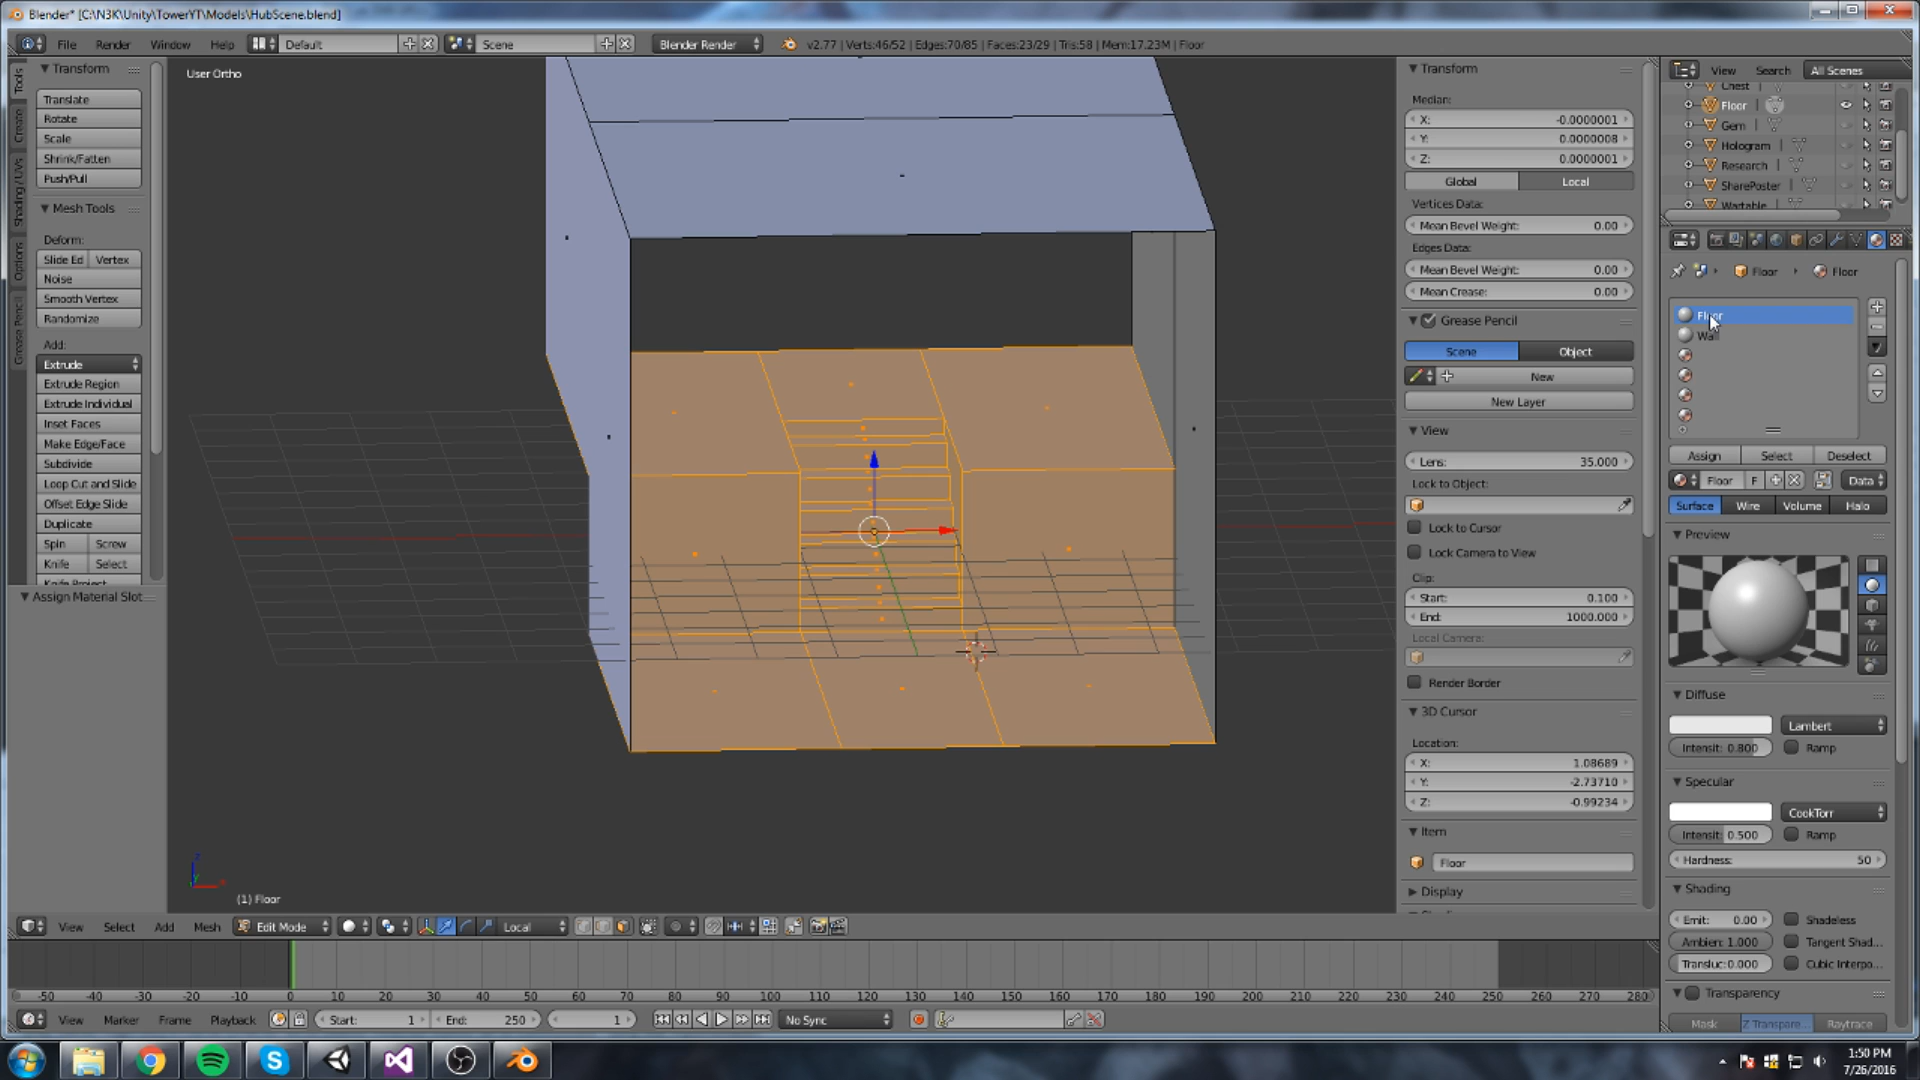 Blender* [C:\N3K\Unity\TowerYT\Models\HubScene.blend]
File Render Window Help Default Scene Blender Render v2.77 | Verts:46/52 | Edges:70/85 | Faces:23/29 | Tris:58 | Mem:17.23M | Floor
Tools
Create
Shading / UVs
Options
Grease Pencil
Transform
Translate
Rotate
Scale
Shrink/Fatten
Push/Pull
Mesh Tools
Deform:
Slide Ed Vertex
Noise
Smooth Vertex
Randomize
Add:
Extrude
Extrude Region
Extrude Individual
Inset Faces
Make Edge/Face
Subdivide
Loop Cut and Slide
Offset Edge Slide
Duplicate
Spin Screw
Knife Select
Knife Project
Assign Material Slot
User Ortho
(1) Floor
Transform
Median:
X: -0.0000001
Y: 0.0000008
Z: 0.0000001
Global Local
Vertices Data:
Mean Bevel Weight: 0.00
Edges Data:
Mean Bevel Weight: 0.00
Mean Crease: 0.00
Grease Pencil
Scene Object
New
New Layer
View
Lens: 35.000
Lock to Object:
Lock to Cursor
Lock Camera to View
Clip:
Start: 0.100
End: 1000.000
Local Camera:
Render Border
3D Cursor
Location:
X: 1.08689
Y: -2.73710
Z: -0.99234
Item
Floor
Display
View Search All Scenes
Chest
Floor
Gem
Hologram
Research
SharePoster
Wartable
Floor Floor
Floor
Wall
Assign Select Deselect
Floor F Data
Surface Wire Volume Halo
Preview
Diffuse
Lambert
Intensit: 0.800 Ramp
Specular
CookTorr
Intensit: 0.500 Ramp
Hardness: 50
Shading
Emit: 0.00 Shadeless
Ambien: 1.000 Tangent Shad...
Transluc:0.000 Cubic Interpo...
Transparency
Mask Z Transpare... Raytrace
View Select Add Mesh Edit Mode Local
-50 -40 -30 -20 -10 0 10 20 30 40 50 60 70 80 90 100 110 120 130 140 150 160 170 180 190 200 210 220 230 240 250 260 270 280
View Marker Frame Playback Start: 1 End: 250 1 No Sync
1:50 PM
7/26/2016